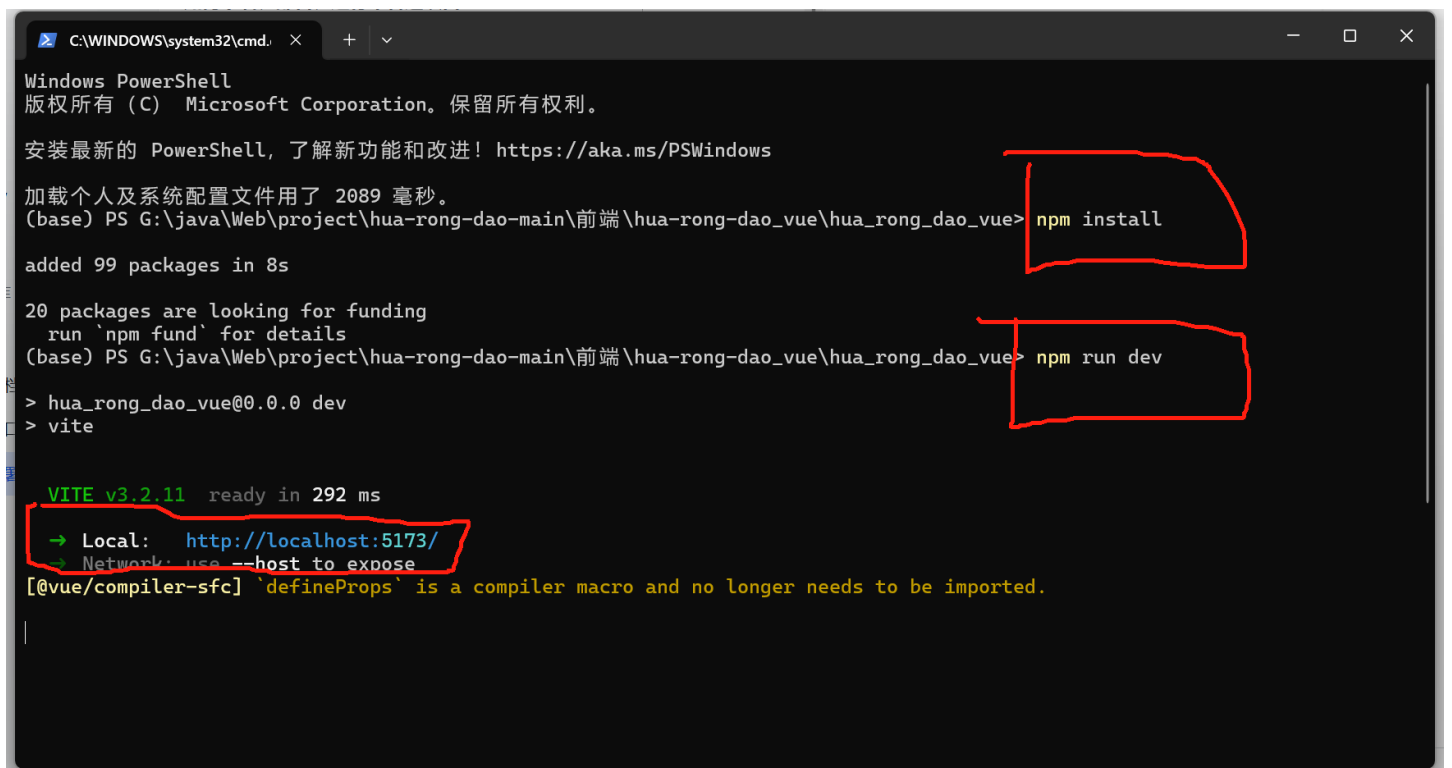 C:\WINDOWS\system32\cmd.
Windows PowerShell
版权所有 (C) Microsoft Corporation。保留所有权利。
安装最新的 PowerShell，了解新功能和改进！https://aka.ms/PSWindows
加载个人及系统配置文件用了 2089 毫秒。
(base) PS G:\java\Web\project\hua-rong-dao-main\前端\hua-rong-dao_vue\hua_rong_dao_vue> npm install
added 99 packages in 8s
20 packages are looking for funding
run `npm fund` for details
(base) PS G:\java\Web\project\hua-rong-dao-main\前端\hua-rong-dao_vue\hua_rong_dao_vue> npm run dev
> hua_rong_dao_vue@0.0.0 dev
> vite
VITE v3.2.11 ready in 292 ms
→ Local: http://localhost:5173/
→ Network: use --host to expose
[@vue/compiler-sfc] `defineProps` is a compiler macro and no longer needs to be imported.